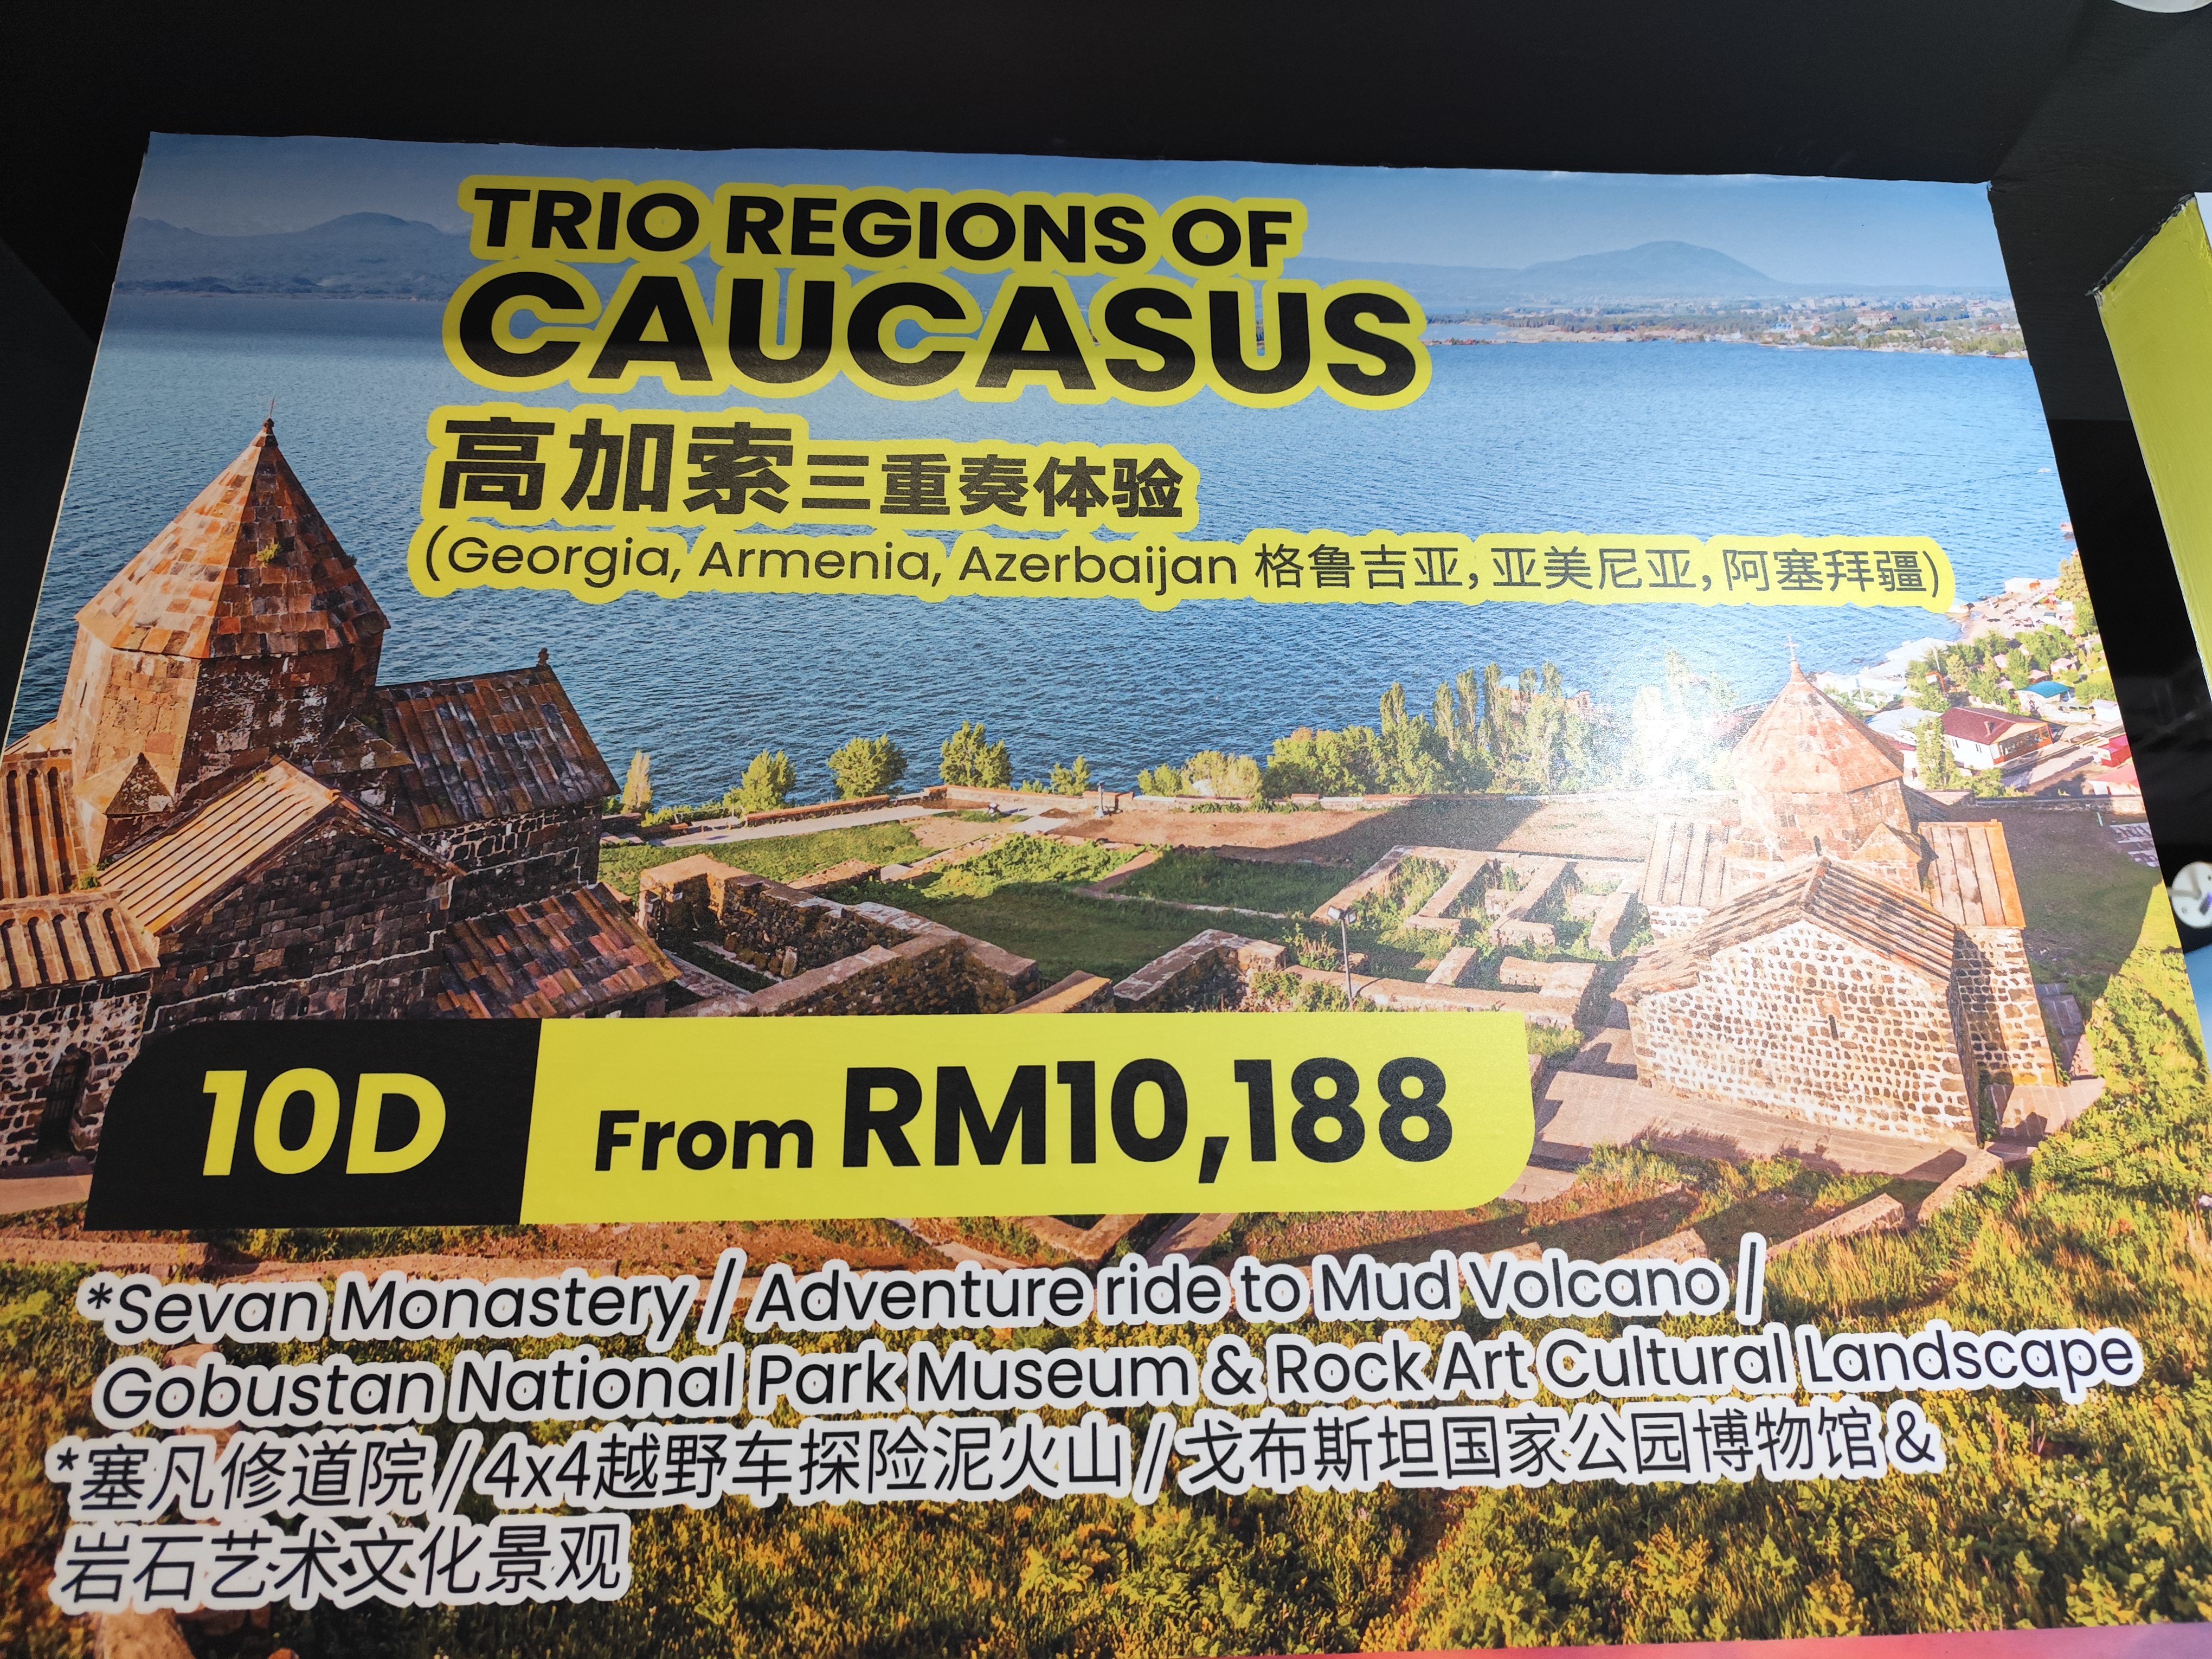 TRIO REGIONS OF
CAUCASUS
高加索三重奏体验
(Georgia, Armenia, Azerbaijan 格鲁吉亚, 亚美尼亚, 阿塞拜疆)
10D From RM10,188
*Sevan Monastery / Adventure ride to Mud Volcano /
Gobustan National Park Museum & Rock Art Cultural Landscape
*塞凡修道院 / 4x4越野车探险泥火山 / 戈布斯坦国家公园博物馆 &
岩石艺术文化景观